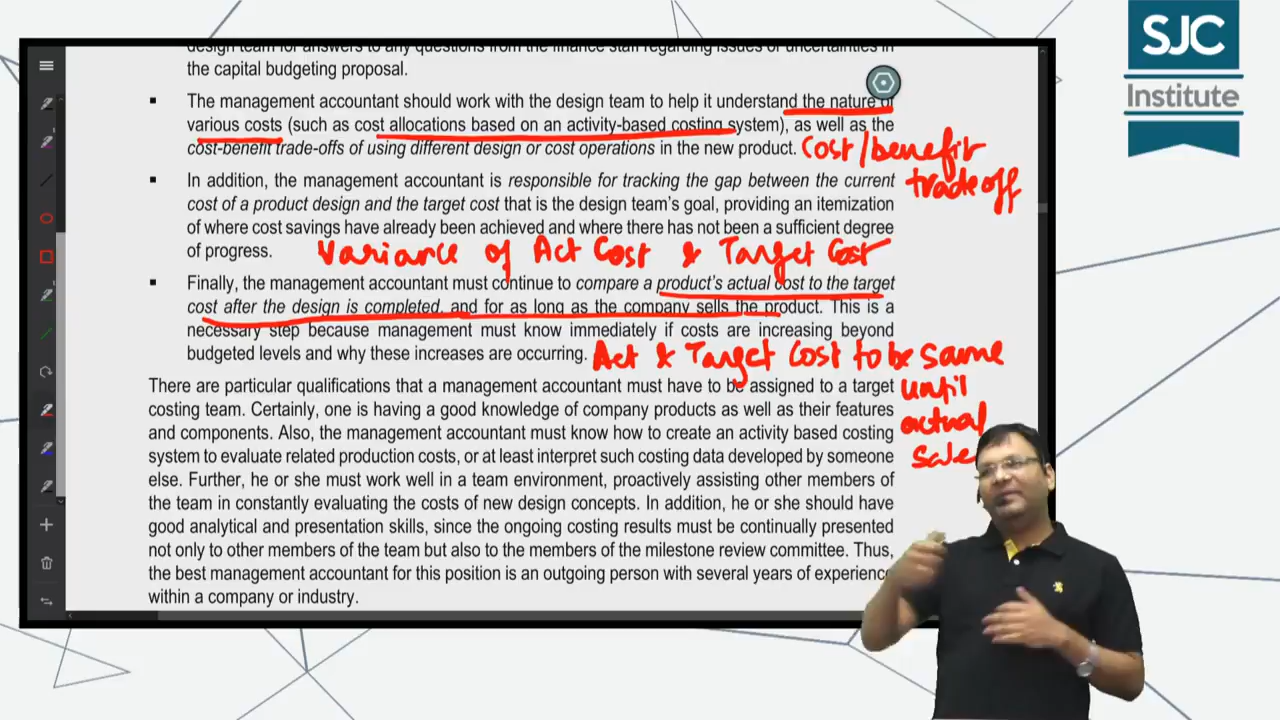 SJC
Institute
design team for answers to any questions from the finance staff regarding issues or uncertainties in
the capital budgeting proposal.
▪ The management accountant should work with the design team to help it understand the nature of
various costs (such as cost allocations based on an activity-based costing system), as well as the
cost-benefit trade-offs of using different design or cost operations in the new product.
Cost/benefit
trade off
▪ In addition, the management accountant is responsible for tracking the gap between the current
cost of a product design and the target cost that is the design team's goal, providing an itemization
of where cost savings have already been achieved and where there has not been a sufficient degree
of progress.
Variance of Act Cost & Target Cost
▪ Finally, the management accountant must continue to compare a product's actual cost to the target
cost after the design is completed, and for as long as the company sells the product. This is a
necessary step because management must know immediately if costs are increasing beyond
budgeted levels and why these increases are occurring.
Act & Target Cost to be same
until
actual
Sale
There are particular qualifications that a management accountant must have to be assigned to a target
costing team. Certainly, one is having a good knowledge of company products as well as their features
and components. Also, the management accountant must know how to create an activity based costing
system to evaluate related production costs, or at least interpret such costing data developed by someone
else. Further, he or she must work well in a team environment, proactively assisting other members of
the team in constantly evaluating the costs of new design concepts. In addition, he or she should have
good analytical and presentation skills, since the ongoing costing results must be continually presented
not only to other members of the team but also to the members of the milestone review committee. Thus,
the best management accountant for this position is an outgoing person with several years of experience
within a company or industry.